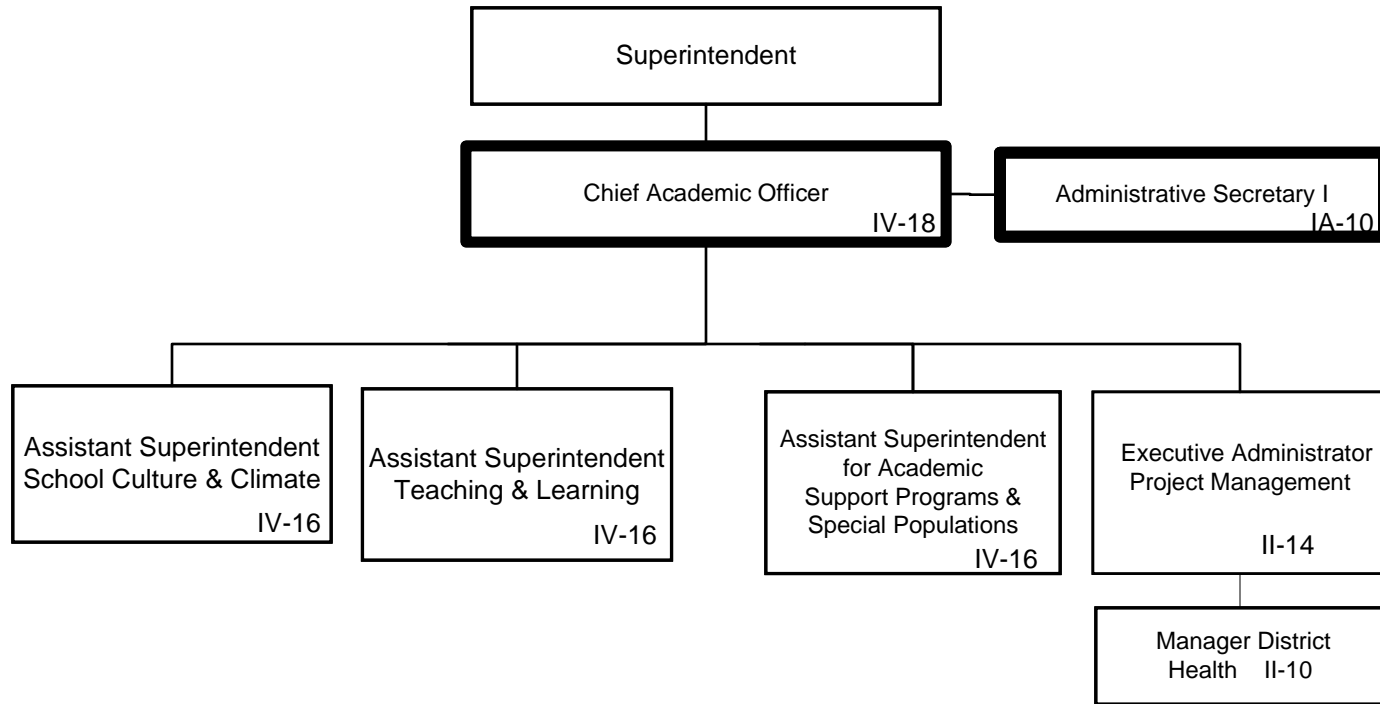 Superintendent
Chief Academic Officer
IV-18
Administrative Secretary I
IA-10
Assistant Superintendent
School Culture & Climate
IV-16
Assistant Superintendent
Teaching & Learning
IV-16
Assistant Superintendent
for Academic
Support Programs &
Special Populations
IV-16
Executive Administrator
Project Management
II-14
Manager District
Health II-10